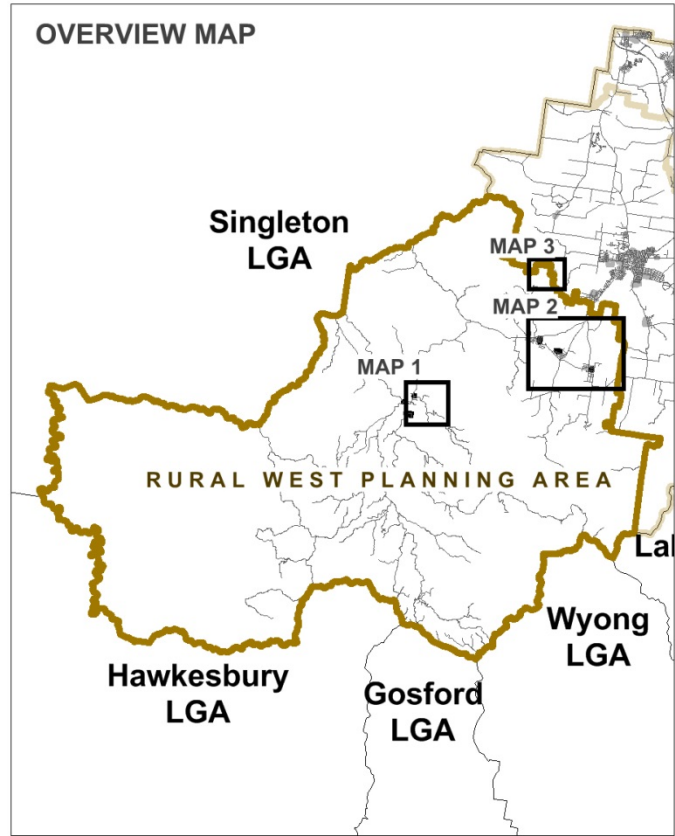 OVERVIEW MAP
Singleton
LGA
MAP 3
MAP 2
MAP 1
RURAL WEST PLANNING AREA
Lal
Wyong
LGA
Hawkesbury
LGA
Gosford
LGA